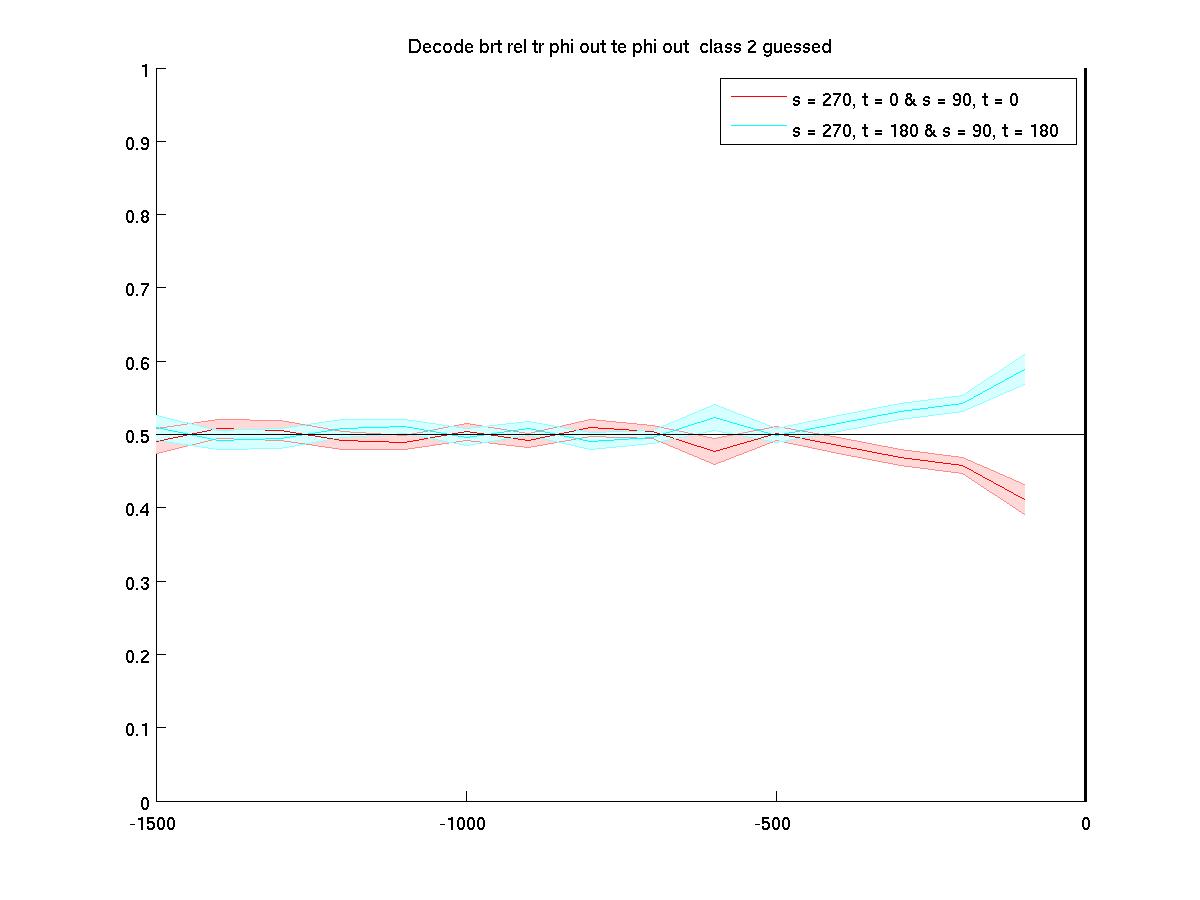 Decode brt rel tr phi out te phi out  class 2 guessed
s = 270, t = 0 & s = 90, t = 0
s = 270, t = 180 & s = 90, t = 180
1
0.9
0.8
0.7
0.6
0.5
0.4
0.3
0.2
0.1
0
-1500 -1000 -500 0